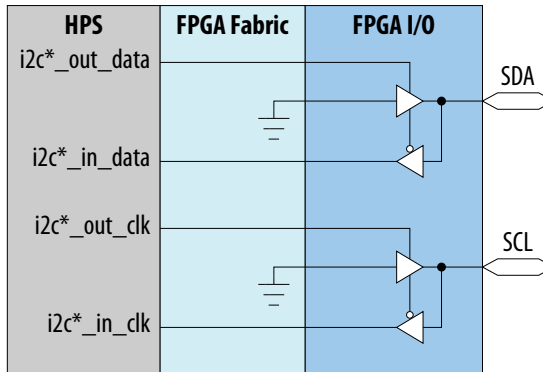 HPS FPGA Fabric FPGA I/O
i2c*_out_data
SDA
i2c*_in_data
i2c*_out_clk
SCL
i2c*_in_clk